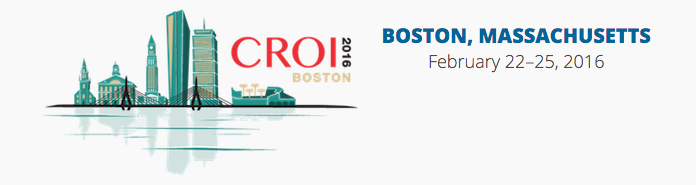 CROI
2016
BOSTON
BOSTON, MASSACHUSETTS
February 22–25, 2016